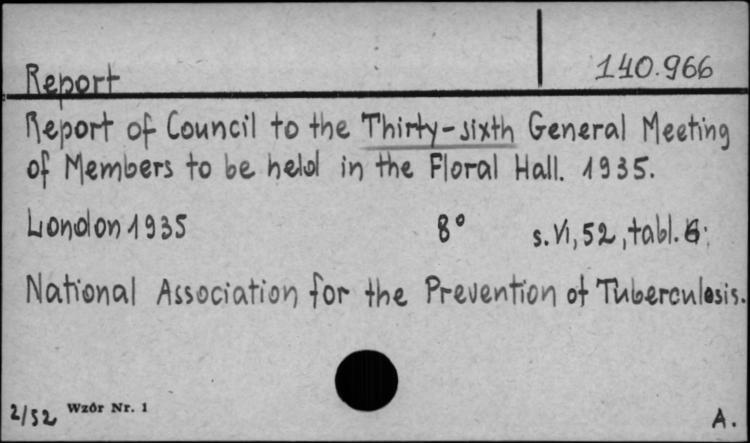 Report
140.966
Report of Council to the Thirty-sixth General Meeting
of Members to be held in the Floral Hall. 1935.
London 1935 8° s. VI, 52, tabl. 6.
National Association for the Prevention of Tuberculosis.
2/52 Wzór Nr. 1 A.